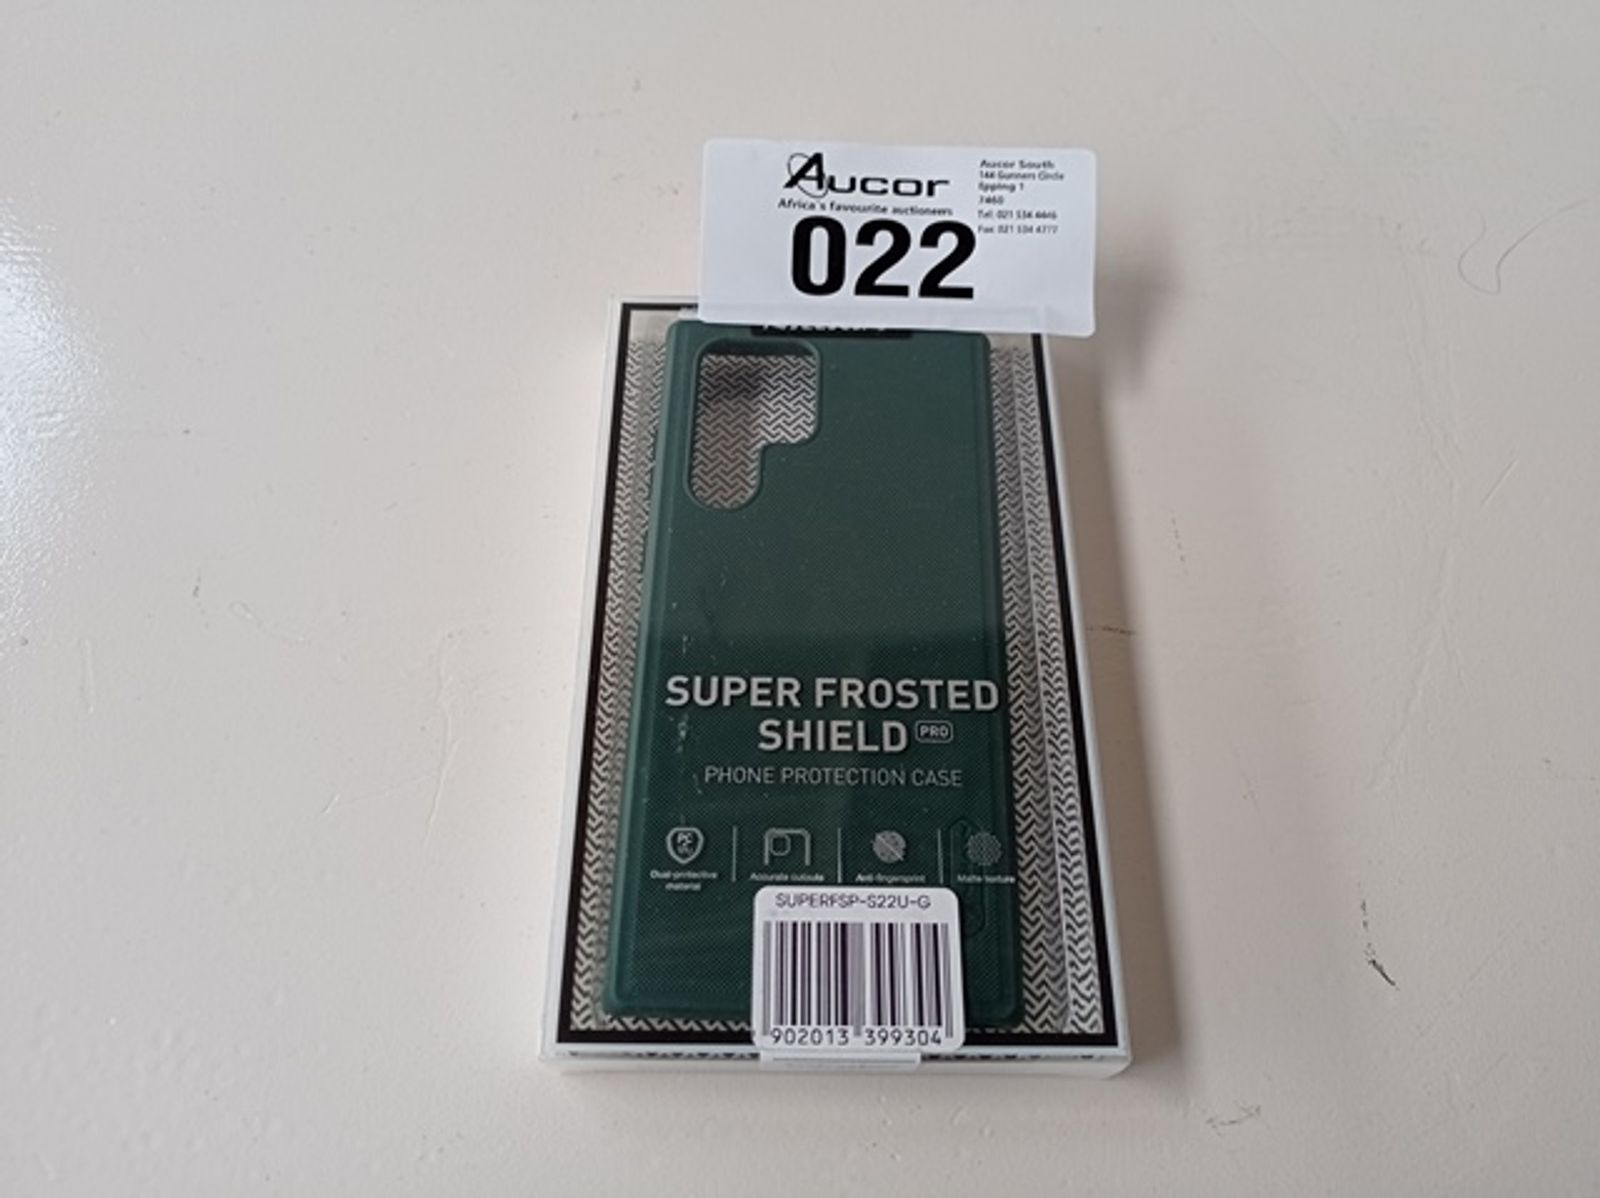 Aucor
Africa's favourite auctioneers
022
Aucor South
144 Gunners Circle
Epping 1
7460
Tel: 021 534 4446
Fax: 021 534 4777
SUPER FROSTED
SHIELD PRO
PHONE PROTECTION CASE
PC
Dual-protective
material
Accurate cutouts
Anti-fingerprint
Matte texture
SUPERFSP-S22U-G
902013 399304